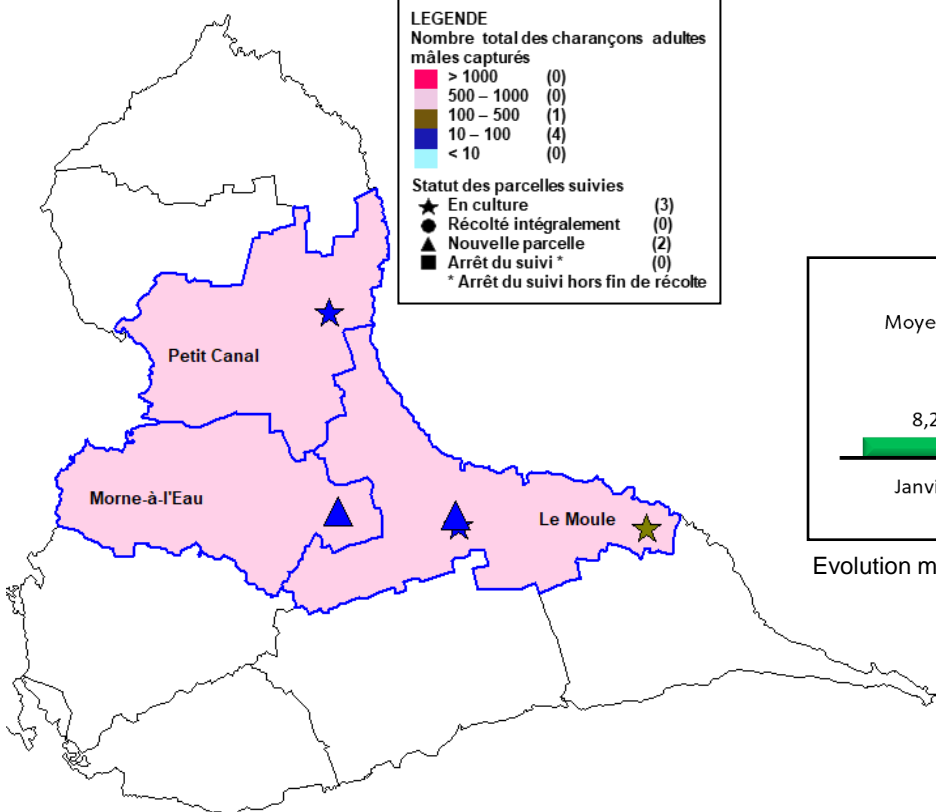 LEGENDE
Nombre total des charançons adultes
mâles capturés
> 1000 (0)
500 – 1000 (0)
100 – 500 (1)
10 – 100 (4)
< 10 (0)
Statut des parcelles suivies
En culture (3)
Récolté intégralement (0)
Nouvelle parcelle (2)
Arrêt du suivi * (0)
* Arrêt du suivi hors fin de récolte
Petit Canal
Morne-à-l'Eau
Le Moule
Moye
8,2
Janvi
Evolution m